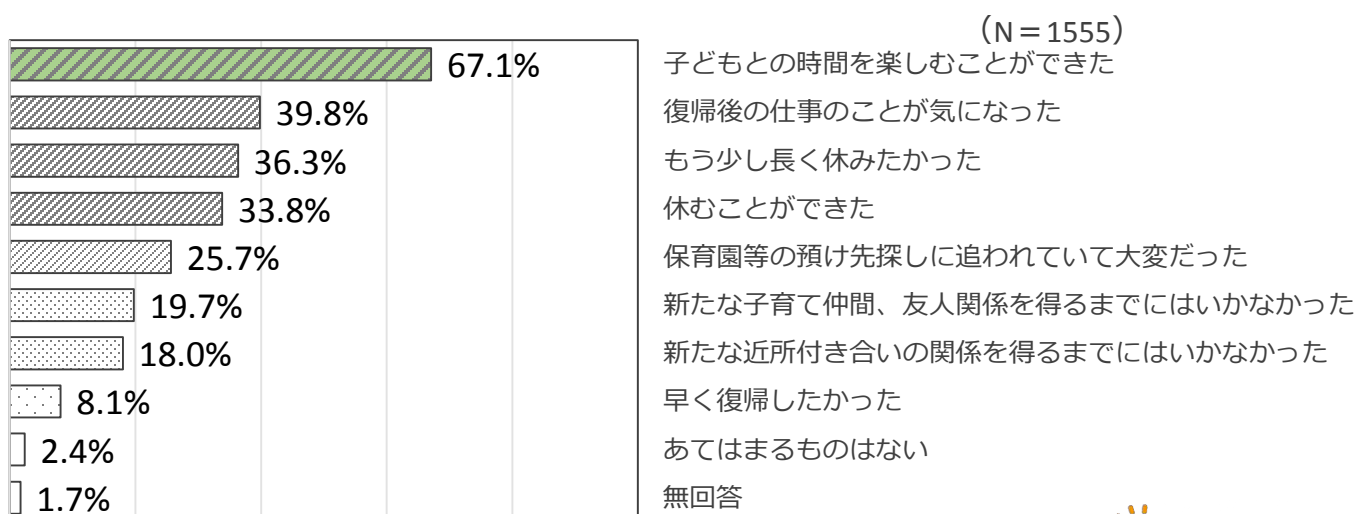 （N＝1555）
67.1% 子どもとの時間を楽しむことができた
39.8% 復帰後の仕事のことが気になった
36.3% もう少し長く休みたかった
33.8% 休むことができた
25.7% 保育園等の預け先探しに追われていて大変だった
19.7% 新たな子育て仲間、友人関係を得るまでにはいかなかった
18.0% 新たな近所付き合いの関係を得るまでにはいかなかった
8.1% 早く復帰したかった
2.4% あてはまるものはない
1.7% 無回答